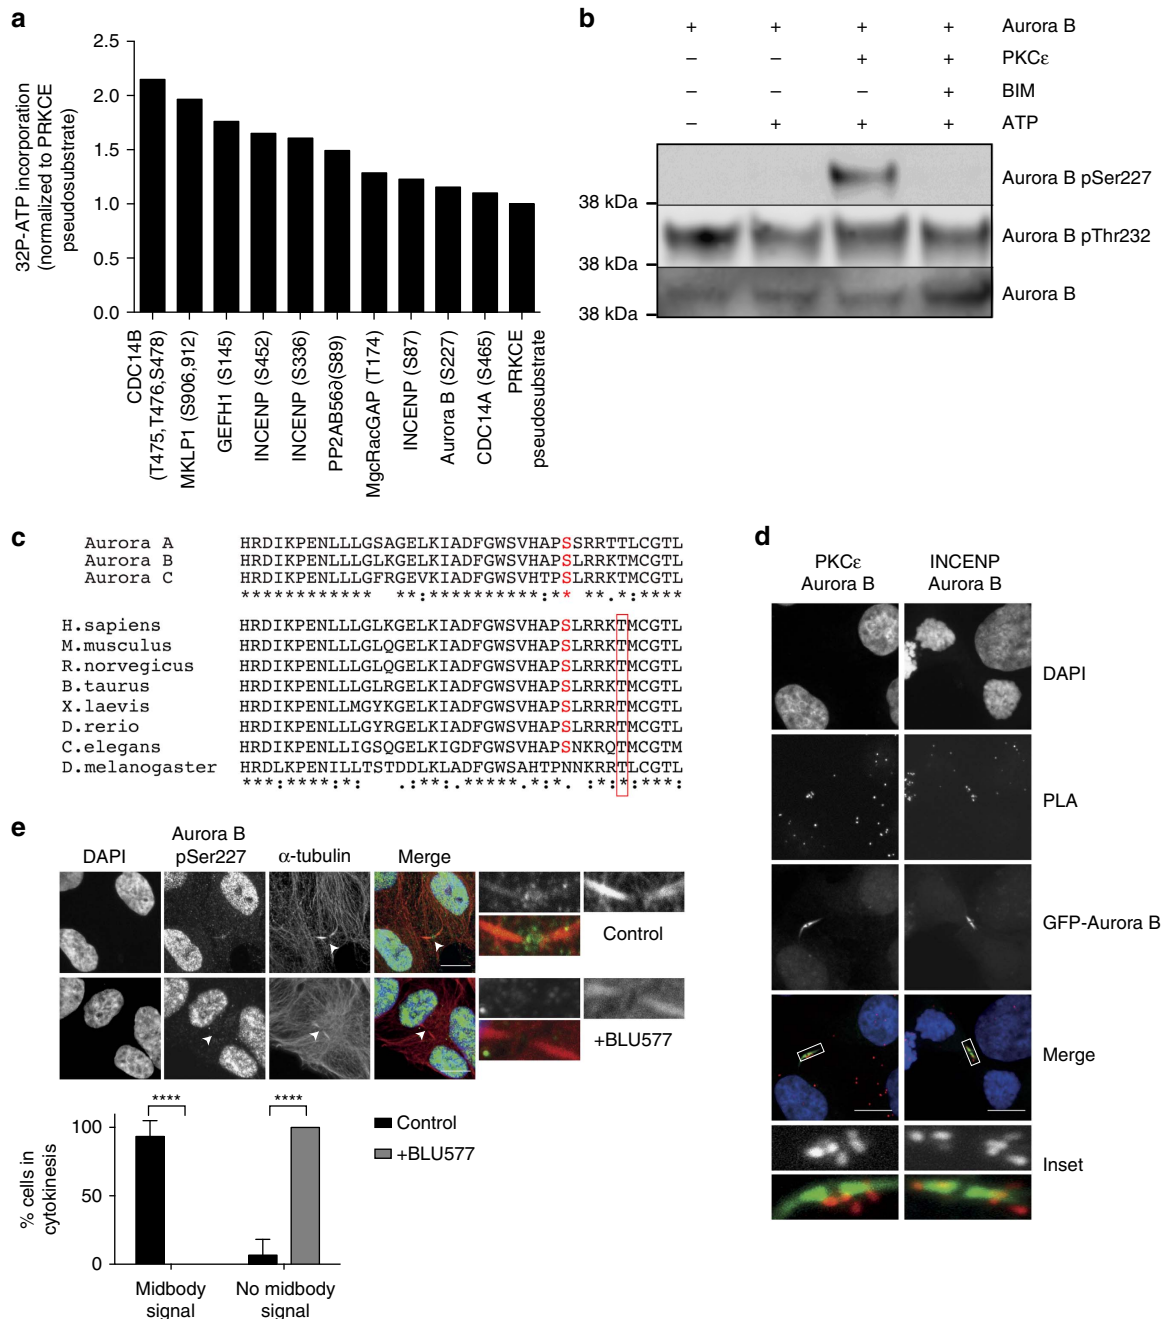 a
32P-ATP incorporation
(normalized to PRKCE
pseudosubstrate)
2.5
2.0
1.5
1.0
0.5
0.0
CDC14B
(T475,T476,S478)
MKLP1 (S906,912)
GEFH1 (S145)
INCENP (S452)
INCENP (S336)
PP2AB56∂(S89)
MgcRacGAP (T174)
INCENP (S87)
Aurora B (S227)
CDC14A (S465)
PRKCE
pseudosubstrate
b
+ + + + Aurora B
– – + + PKCε
– – – + BIM
– + + + ATP
Aurora B pSer227
38 kDa
Aurora B pThr232
38 kDa
Aurora B
38 kDa
c
Aurora A HRDIKPENLLLGSAGELKIADFGWSVHAPSSRRTTLCGTL
Aurora B HRDIKPENLLLGLKGELKIADFGWSVHAPSLRRKTMCGTL
Aurora C HRDIKPENLLLGFRGEVKIADFGWSVHTPSLRRKTMCGTL
************  **:**********:** **.*:****
H.sapiens HRDIKPENLLLGLKGELKIADFGWSVHAPSLRRKTMCGTL
M.musculus HRDIKPENLLLGLQGELKIADFGWSVHAPSLRRKTMCGTL
R.norvegicus HRDIKPENLLLGLQGELKIADFGWSVHAPSLRRKTMCGTL
B.taurus HRDIKPENLLLGLRGELKIADFGWSVHAPSLRRKTMCGTL
X.laevis HRDIKPENLLMGYKGELKIADFGWSVHAPSLRRRTMCGTL
D.rerio HRDIKPENLLLGYRGELKIADFGWSVHAPSLRRRTMCGTL
C.elegans HRDIKPENLLIGSQGELKIGDFGWSVHAPSNKRQTMCGTM
D.melanogaster HRDLKPENILLTSTDDLKLADFGWSAHTPNNKRRTLCGTL
***:****:*:   .:**:.*****.*:*. :*:*:***:
d
PKCε
Aurora B
INCENP
Aurora B
DAPI
PLA
GFP-Aurora B
Merge
Inset
e
DAPI
Aurora B
pSer227
α-tubulin
Merge
Control
+BLU577
% cells in
cytokinesis
100
50
0
****
****
Control
+BLU577
Midbody
signal
No midbody
signal